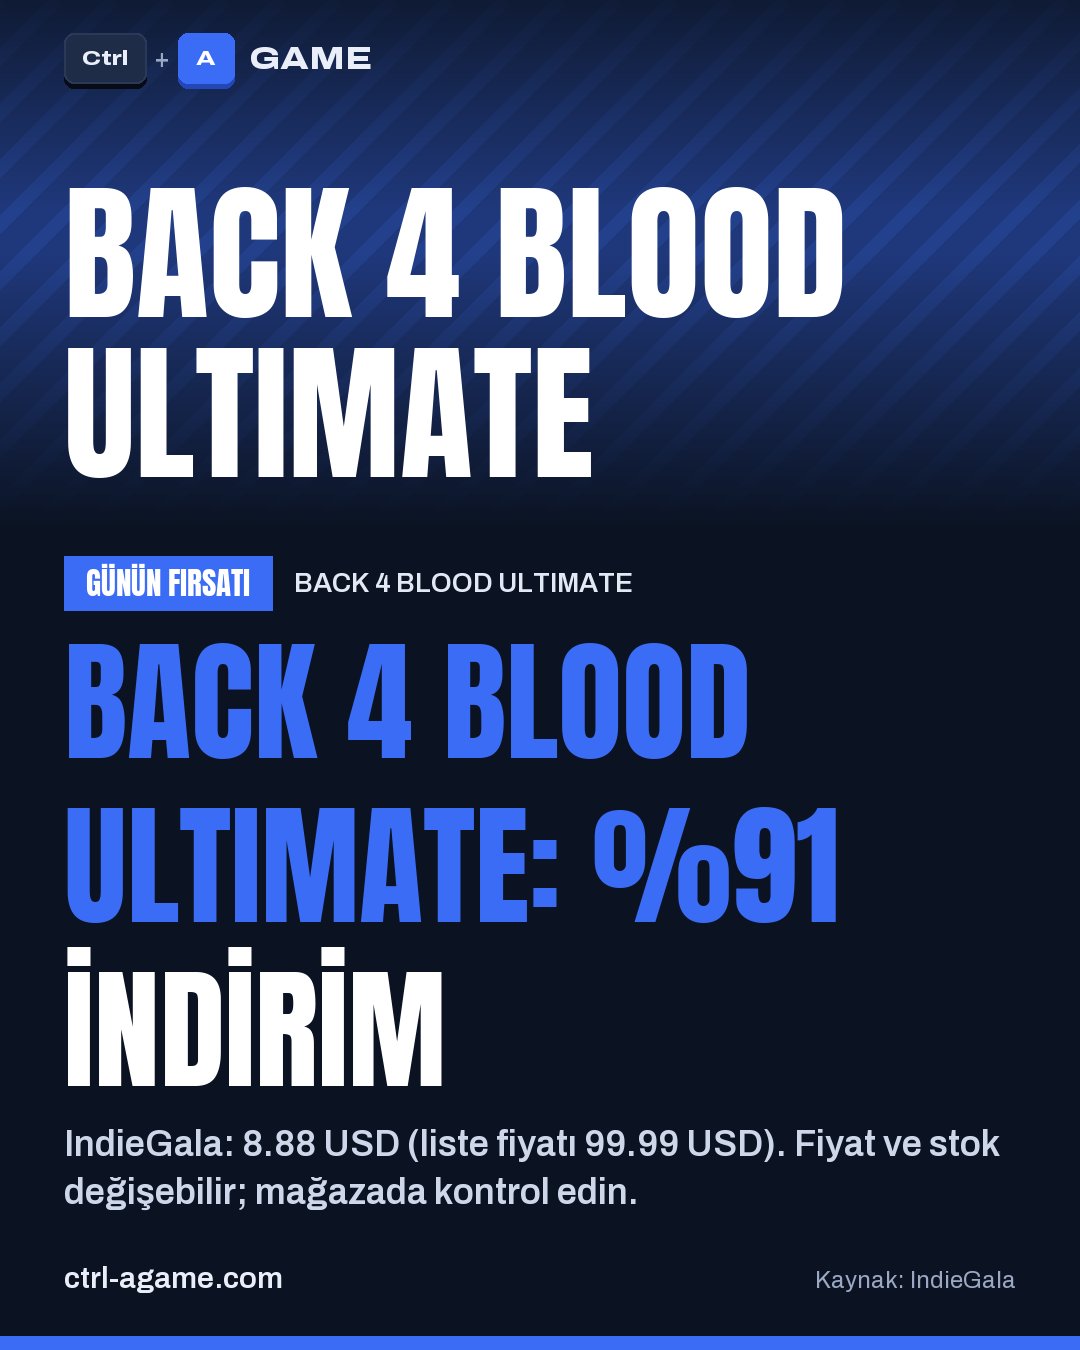 Ctrl + A GAME
BACK 4 BLOOD
ULTIMATE
GÜNÜN FIRSATI BACK 4 BLOOD ULTIMATE
BACK 4 BLOOD
ULTIMATE: %91
İNDİRİM
IndieGala: 8.88 USD (liste fiyatı 99.99 USD). Fiyat ve stok
değişebilir; mağazada kontrol edin.
ctrl-agame.com Kaynak: IndieGala